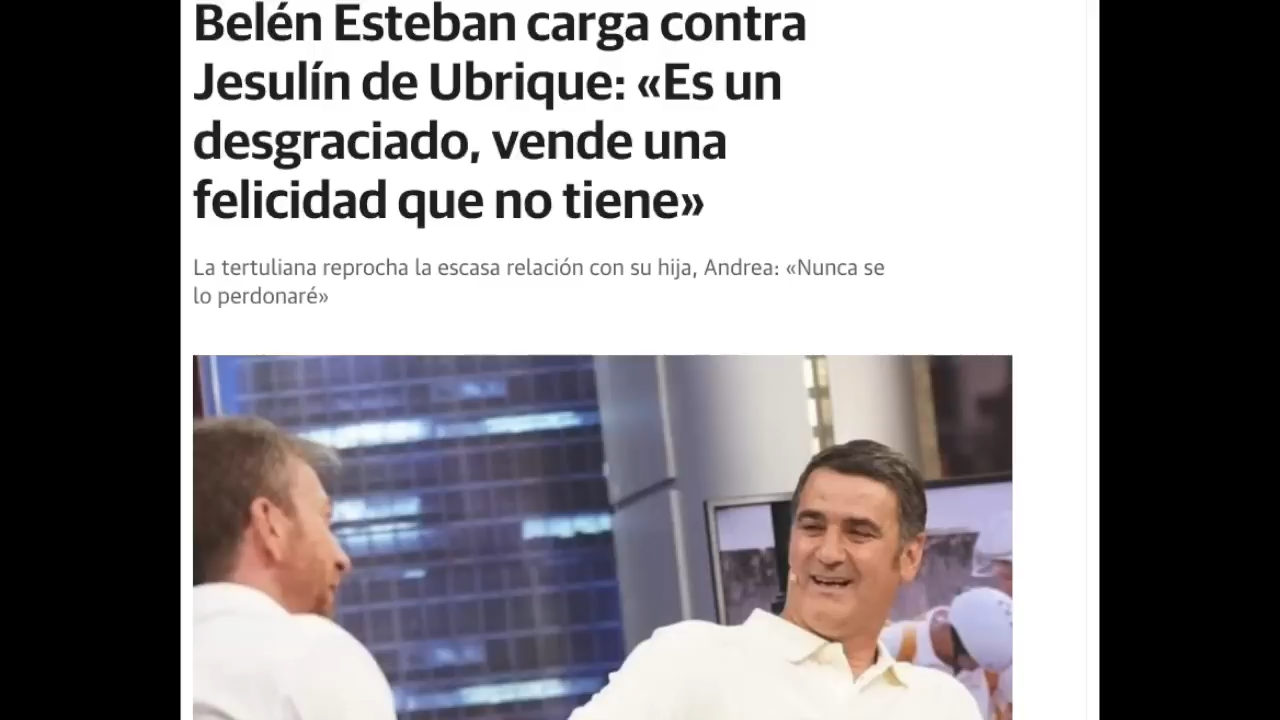 Belén Esteban carga contra
Jesulín de Ubrique: «Es un
desgraciado, vende una
felicidad que no tiene»
La tertuliana reprocha la escasa relación con su hija, Andrea: «Nunca se
lo perdonaré»